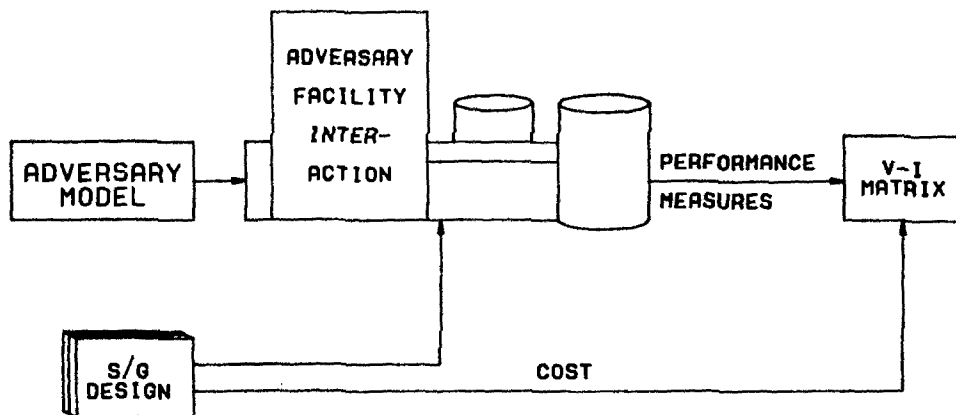 ADVERSARY
FACILITY
INTER-
ACTION
ADVERSARY
MODEL
PERFORMANCE
MEASURES
V-I
MATRIX
S/G
DESIGN
COST